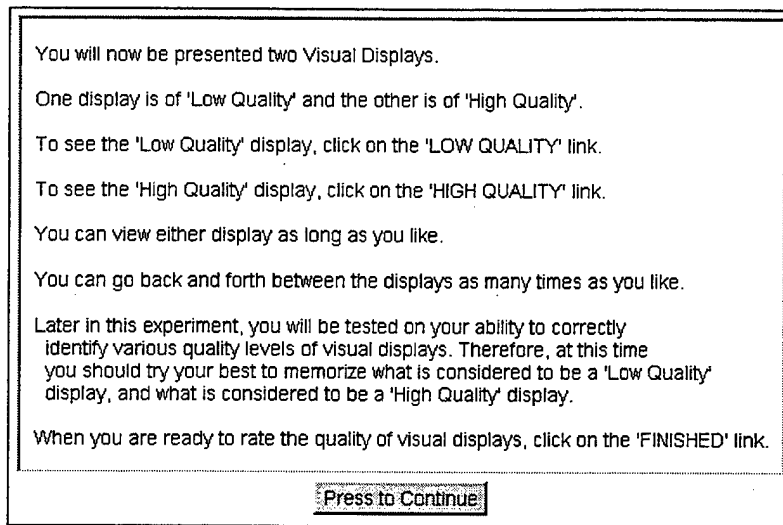 You will now be presented two Visual Displays.
One display is of 'Low Quality' and the other is of 'High Quality'.
To see the 'Low Quality' display, click on the 'LOW QUALITY' link.
To see the 'High Quality' display, click on the 'HIGH QUALITY' link.
You can view either display as long as you like.
You can go back and forth between the displays as many times as you like.
Later in this experiment, you will be tested on your ability to correctly
identify various quality levels of visual displays. Therefore, at this time
you should try your best to memorize what is considered to be a 'Low Quality'
display, and what is considered to be a 'High Quality' display.
When you are ready to rate the quality of visual displays, click on the 'FINISHED' link.
Press to Continue